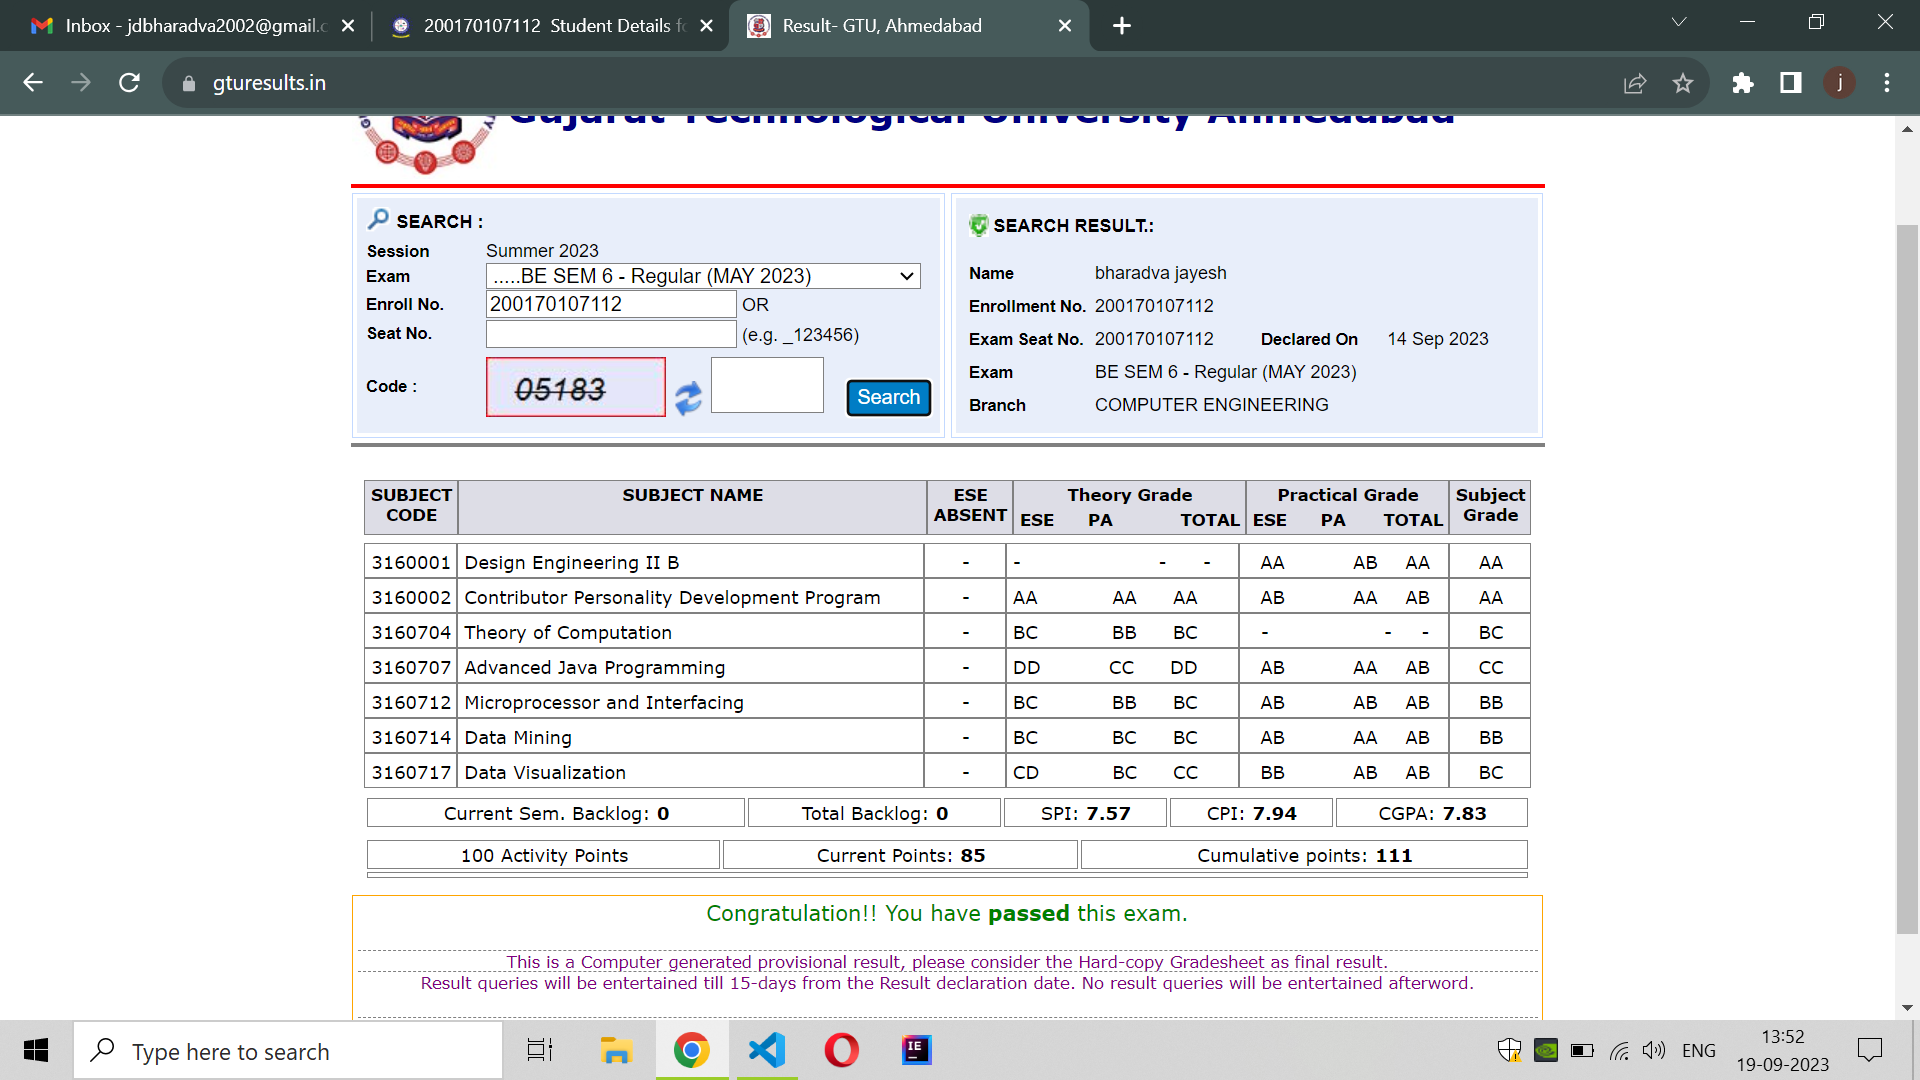 Inbox - jdbharadva2002@gmail.c
200170107112 Student Details fo
Result- GTU, Ahmedabad
gturesults.in
j
Gujarat Technological University Ahmedabad
SEARCH :
Session Summer 2023
Exam .....BE SEM 6 - Regular (MAY 2023)
Enroll No. 200170107112 OR
Seat No. (e.g. _123456)
Code : 05183 Search
SEARCH RESULT.:
Name bharadva jayesh
Enrollment No. 200170107112
Exam Seat No. 200170107112 Declared On 14 Sep 2023
Exam BE SEM 6 - Regular (MAY 2023)
Branch COMPUTER ENGINEERING
SUBJECT CODE SUBJECT NAME ESE ABSENT Theory Grade Practical Grade Subject Grade
ESE PA TOTAL ESE PA TOTAL
3160001 Design Engineering II B - - - - AA AB AA AA
3160002 Contributor Personality Development Program - AA AA AA AB AA AB AA
3160704 Theory of Computation - BC BB BC - - - BC
3160707 Advanced Java Programming - DD CC DD AB AA AB CC
3160712 Microprocessor and Interfacing - BC BB BC AB AB AB BB
3160714 Data Mining - BC BC BC AB AA AB BB
3160717 Data Visualization - CD BC CC BB AB AB BC
Current Sem. Backlog: 0 Total Backlog: 0 SPI: 7.57 CPI: 7.94 CGPA: 7.83
100 Activity Points Current Points: 85 Cumulative points: 111
Congratulation!! You have passed this exam.
This is a Computer generated provisional result, please consider the Hard-copy Gradesheet as final result.
Result queries will be entertained till 15-days from the Result declaration date. No result queries will be entertained afterword.
Type here to search
IE
ENG
13:52
19-09-2023